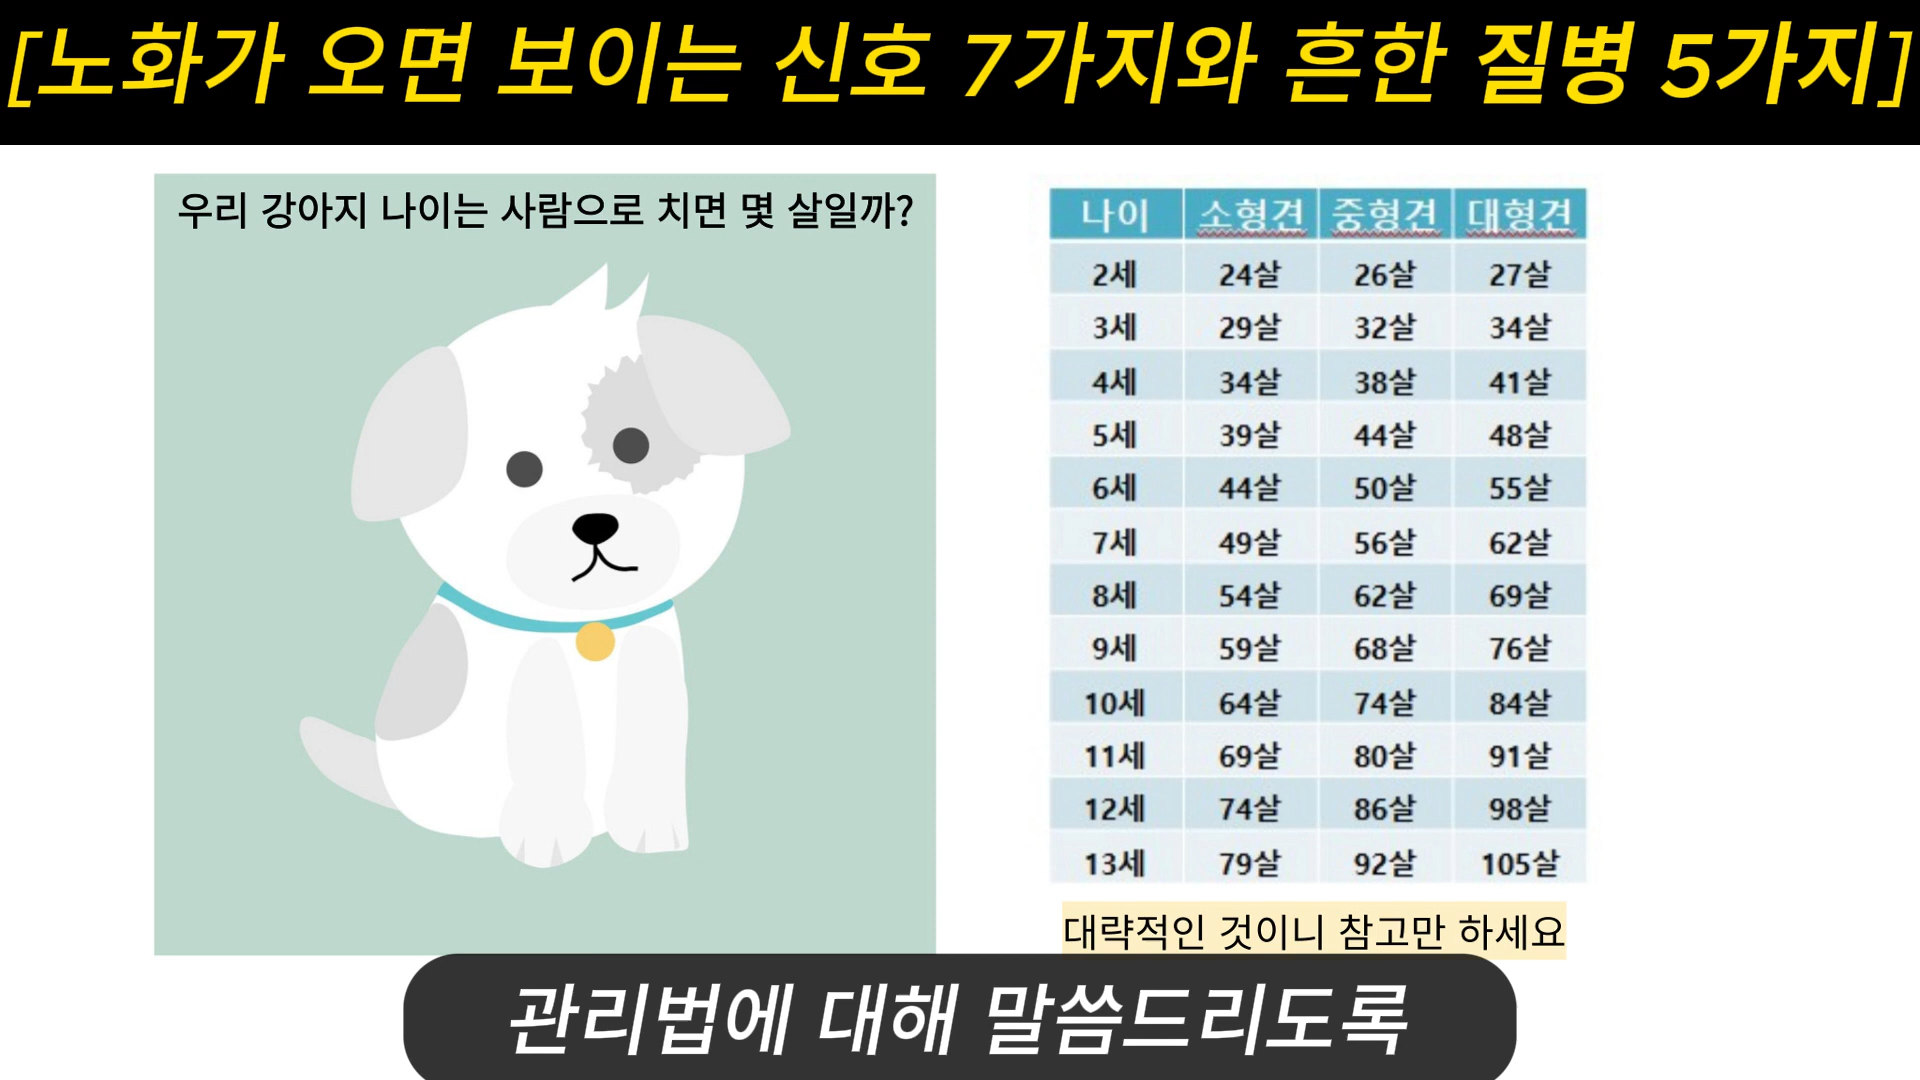 [노화가 오면 보이는 신호 7가지와 흔한 질병 5가지]
우리 강아지 나이는 사람으로 치면 몇 살일까?
나이 소형견 중형견 대형견
2세 24살 26살 27살
3세 29살 32살 34살
4세 34살 38살 41살
5세 39살 44살 48살
6세 44살 50살 55살
7세 49살 56살 62살
8세 54살 62살 69살
9세 59살 68살 76살
10세 64살 74살 84살
11세 69살 80살 91살
12세 74살 86살 98살
13세 79살 92살 105살
대략적인 것이니 참고만 하세요
관리법에 대해 말씀드리도록